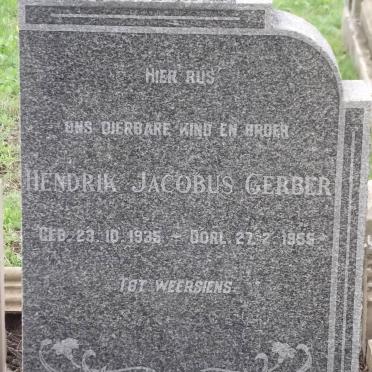 HIER RUS
ONS DIERBARE KIND EN BROER
HENDRIK JACOBUS GERBER
GEB. 23. 10. 1935 – OORL. 27. 2. 1955
TOT WEERSIENS